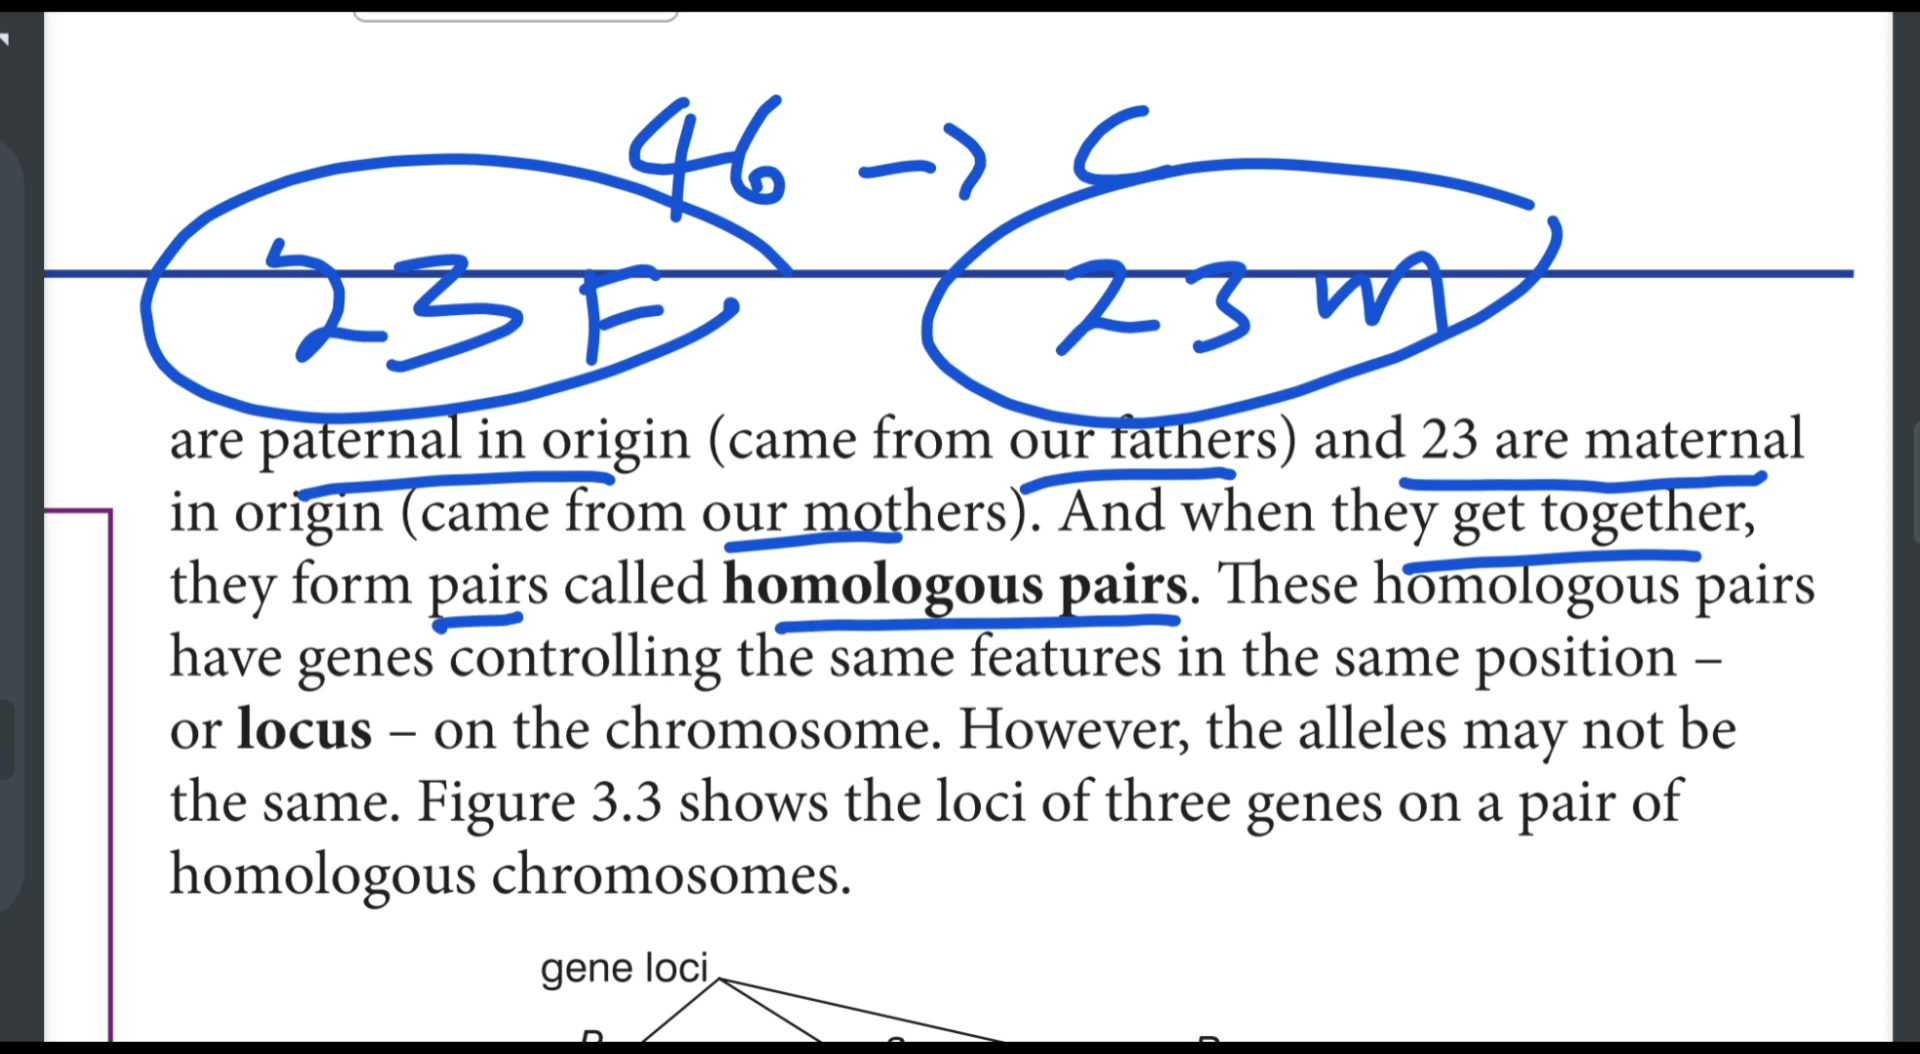 46 -> C
23 F 23 m
are paternal in origin (came from our fathers) and 23 are maternal
in origin (came from our mothers). And when they get together,
they form pairs called homologous pairs. These homologous pairs
have genes controlling the same features in the same position –
or locus – on the chromosome. However, the alleles may not be
the same. Figure 3.3 shows the loci of three genes on a pair of
homologous chromosomes.
gene loci